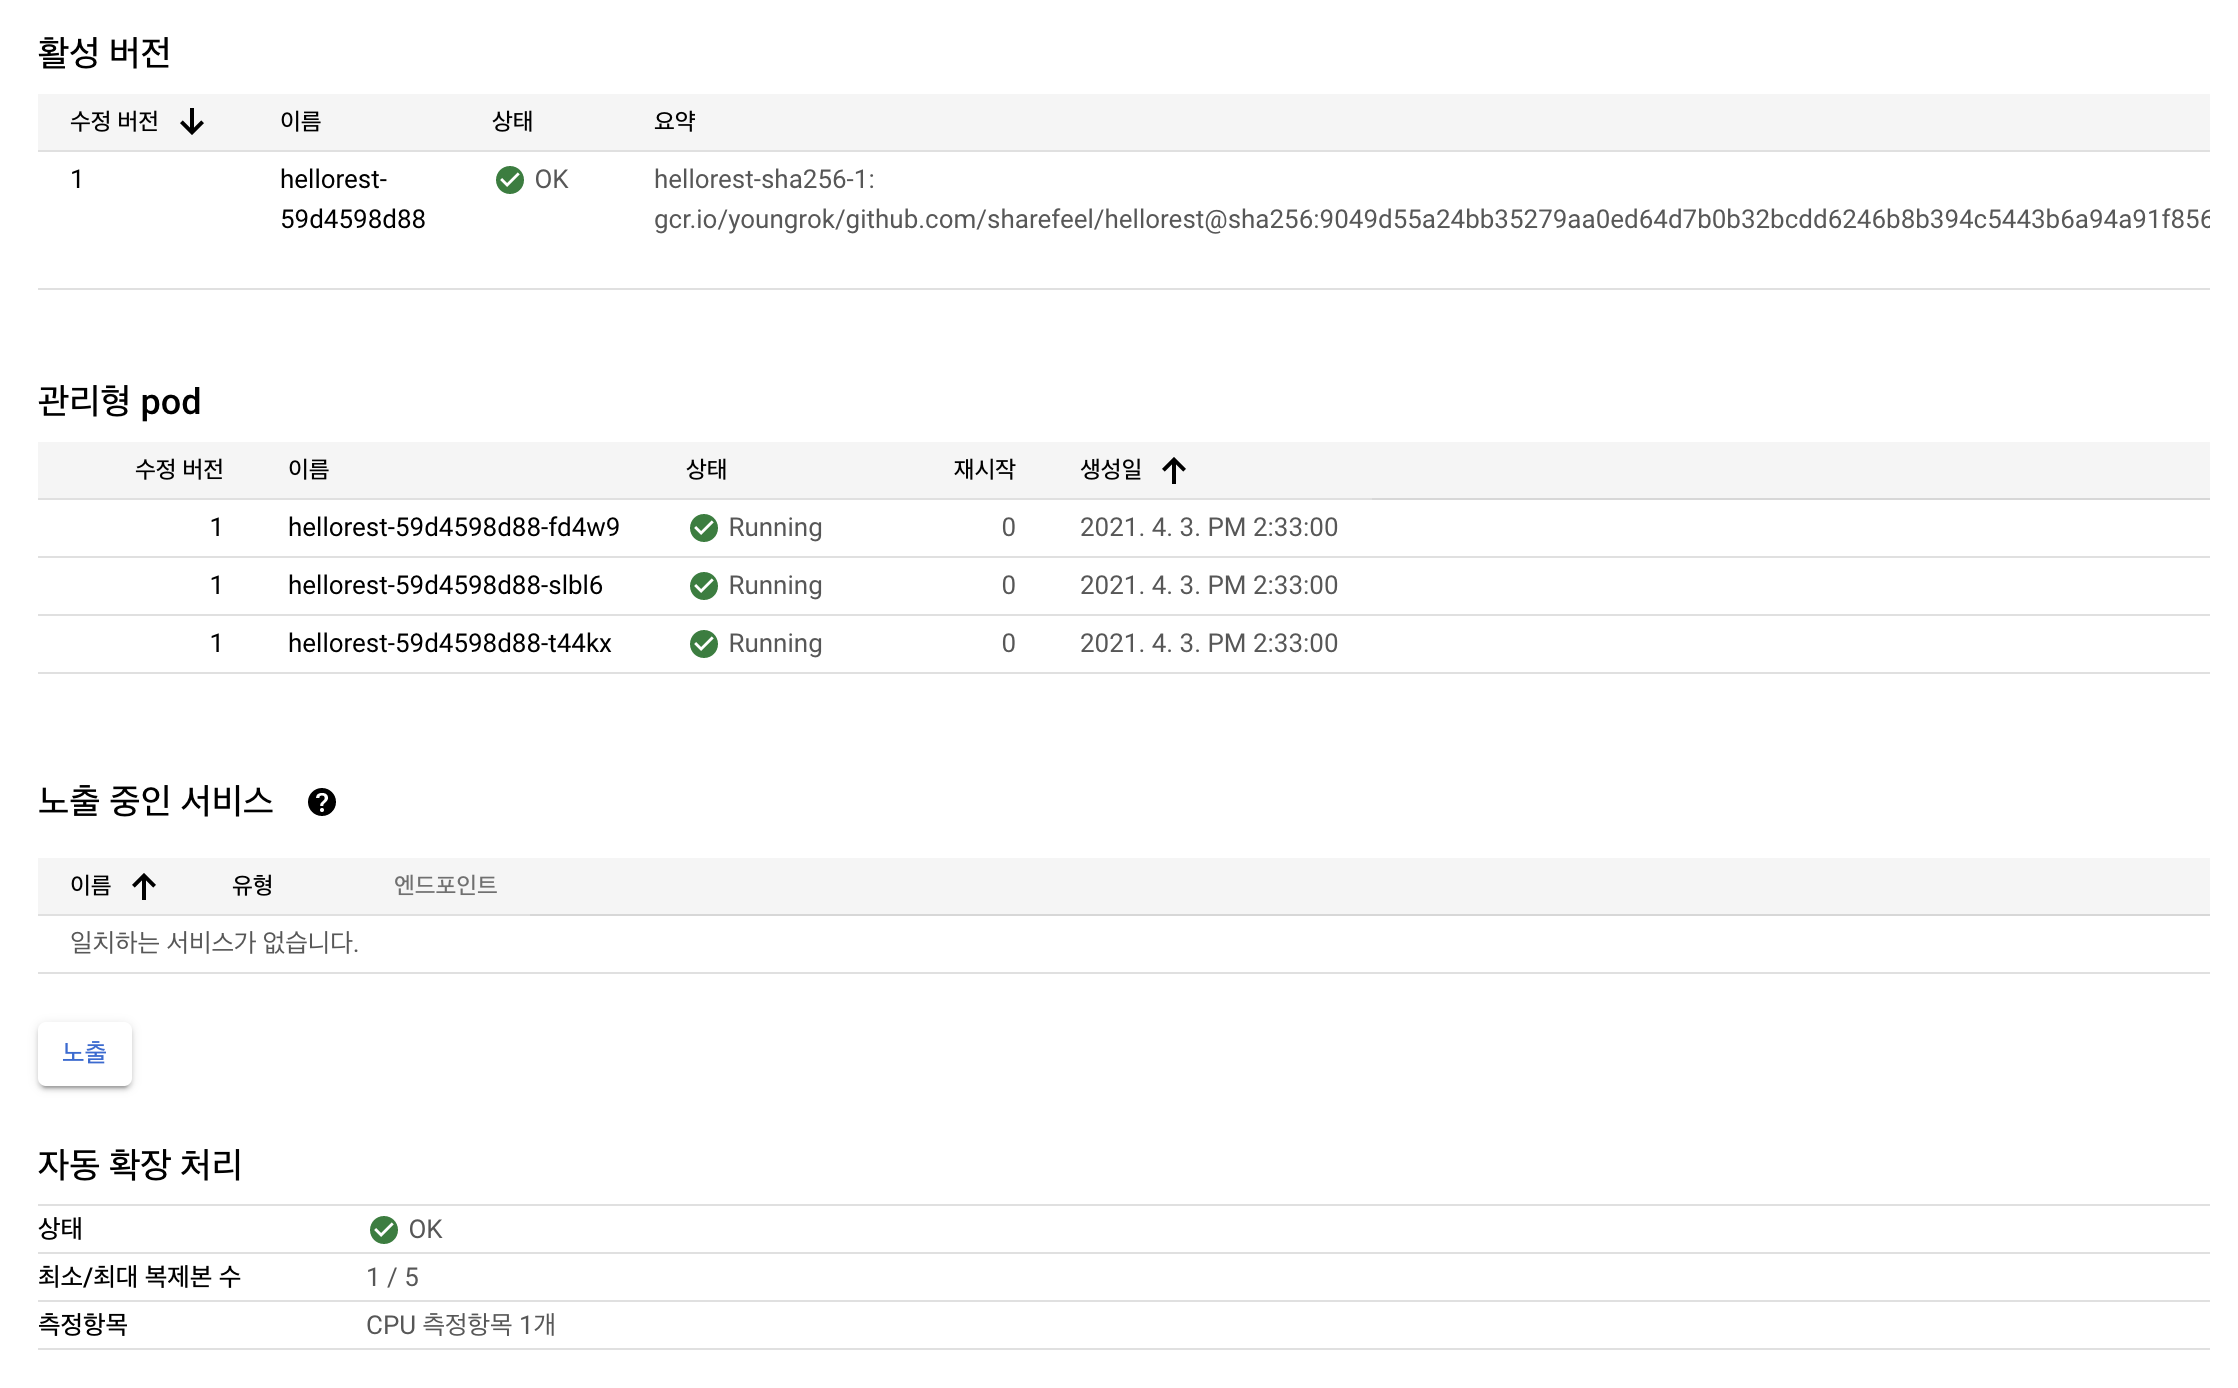 활성 버전
수정 버전 이름 상태 요약
1 hellorest- OK hellorest-sha256-1:
59d4598d88 gcr.io/youngrok/github.com/sharefeel/hellorest@sha256:9049d55a24bb35279aa0ed64d7b0b32bcdd6246b8b394c5443b6a94a91f856
관리형 pod
수정 버전 이름 상태 재시작 생성일
1 hellorest-59d4598d88-fd4w9 Running 0 2021. 4. 3. PM 2:33:00
1 hellorest-59d4598d88-slbl6 Running 0 2021. 4. 3. PM 2:33:00
1 hellorest-59d4598d88-t44kx Running 0 2021. 4. 3. PM 2:33:00
노출 중인 서비스 ?
이름 유형 엔드포인트
일치하는 서비스가 없습니다.
노출
자동 확장 처리
상태 OK
최소/최대 복제본 수 1 / 5
측정항목 CPU 측정항목 1개